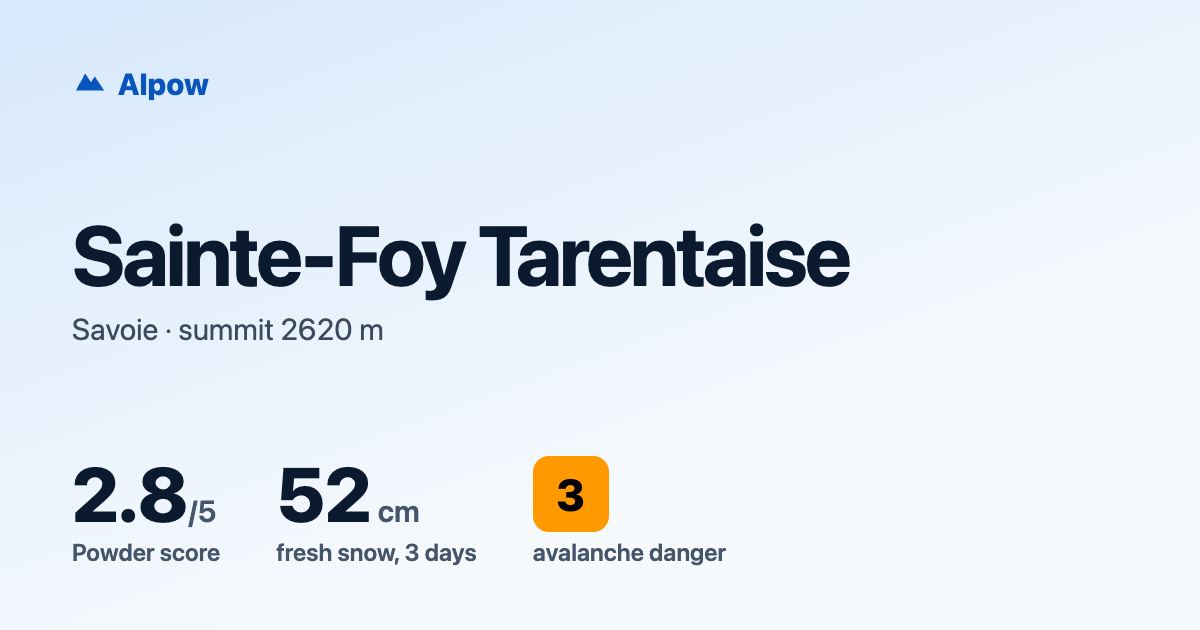 Alpow
Sainte-Foy Tarentaise
Savoie · summit 2620 m
2.8/5
Powder score
52 cm
fresh snow, 3 days
3
avalanche danger